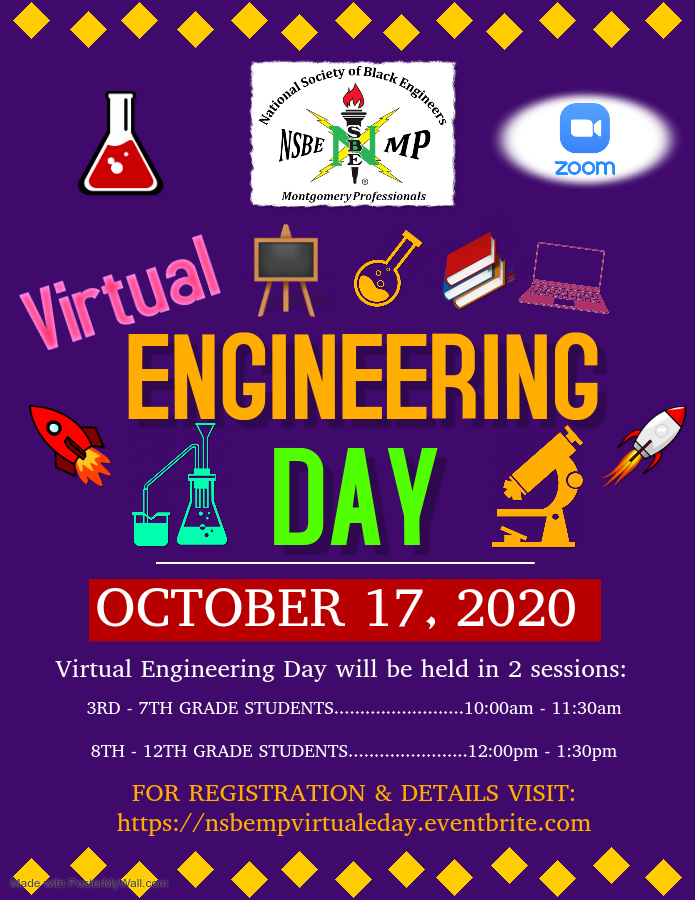 National Society of Black Engineers
NSBE
NSBE
MP
®
Montgomery Professionals
zoom
Virtual
ENGINEERING
DAY
OCTOBER 17, 2020
Virtual Engineering Day will be held in 2 sessions:
3RD - 7TH GRADE STUDENTS........................10:00am - 11:30am
8TH - 12TH GRADE STUDENTS......................12:00pm - 1:30pm
FOR REGISTRATION & DETAILS VISIT:
https://nsbempvirtualeday.eventbrite.com
Made with PosterMyWall.com